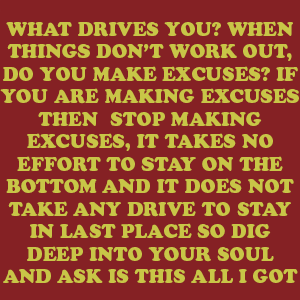 WHAT DRIVES YOU? WHEN
THINGS DON'T WORK OUT,
DO YOU MAKE EXCUSES? IF
YOU ARE MAKING EXCUSES
THEN  STOP MAKING
EXCUSES, IT TAKES NO
EFFORT TO STAY ON THE
BOTTOM AND IT DOES NOT
TAKE ANY DRIVE TO STAY
IN LAST PLACE SO DIG
DEEP INTO YOUR SOUL
AND ASK IS THIS ALL I GOT